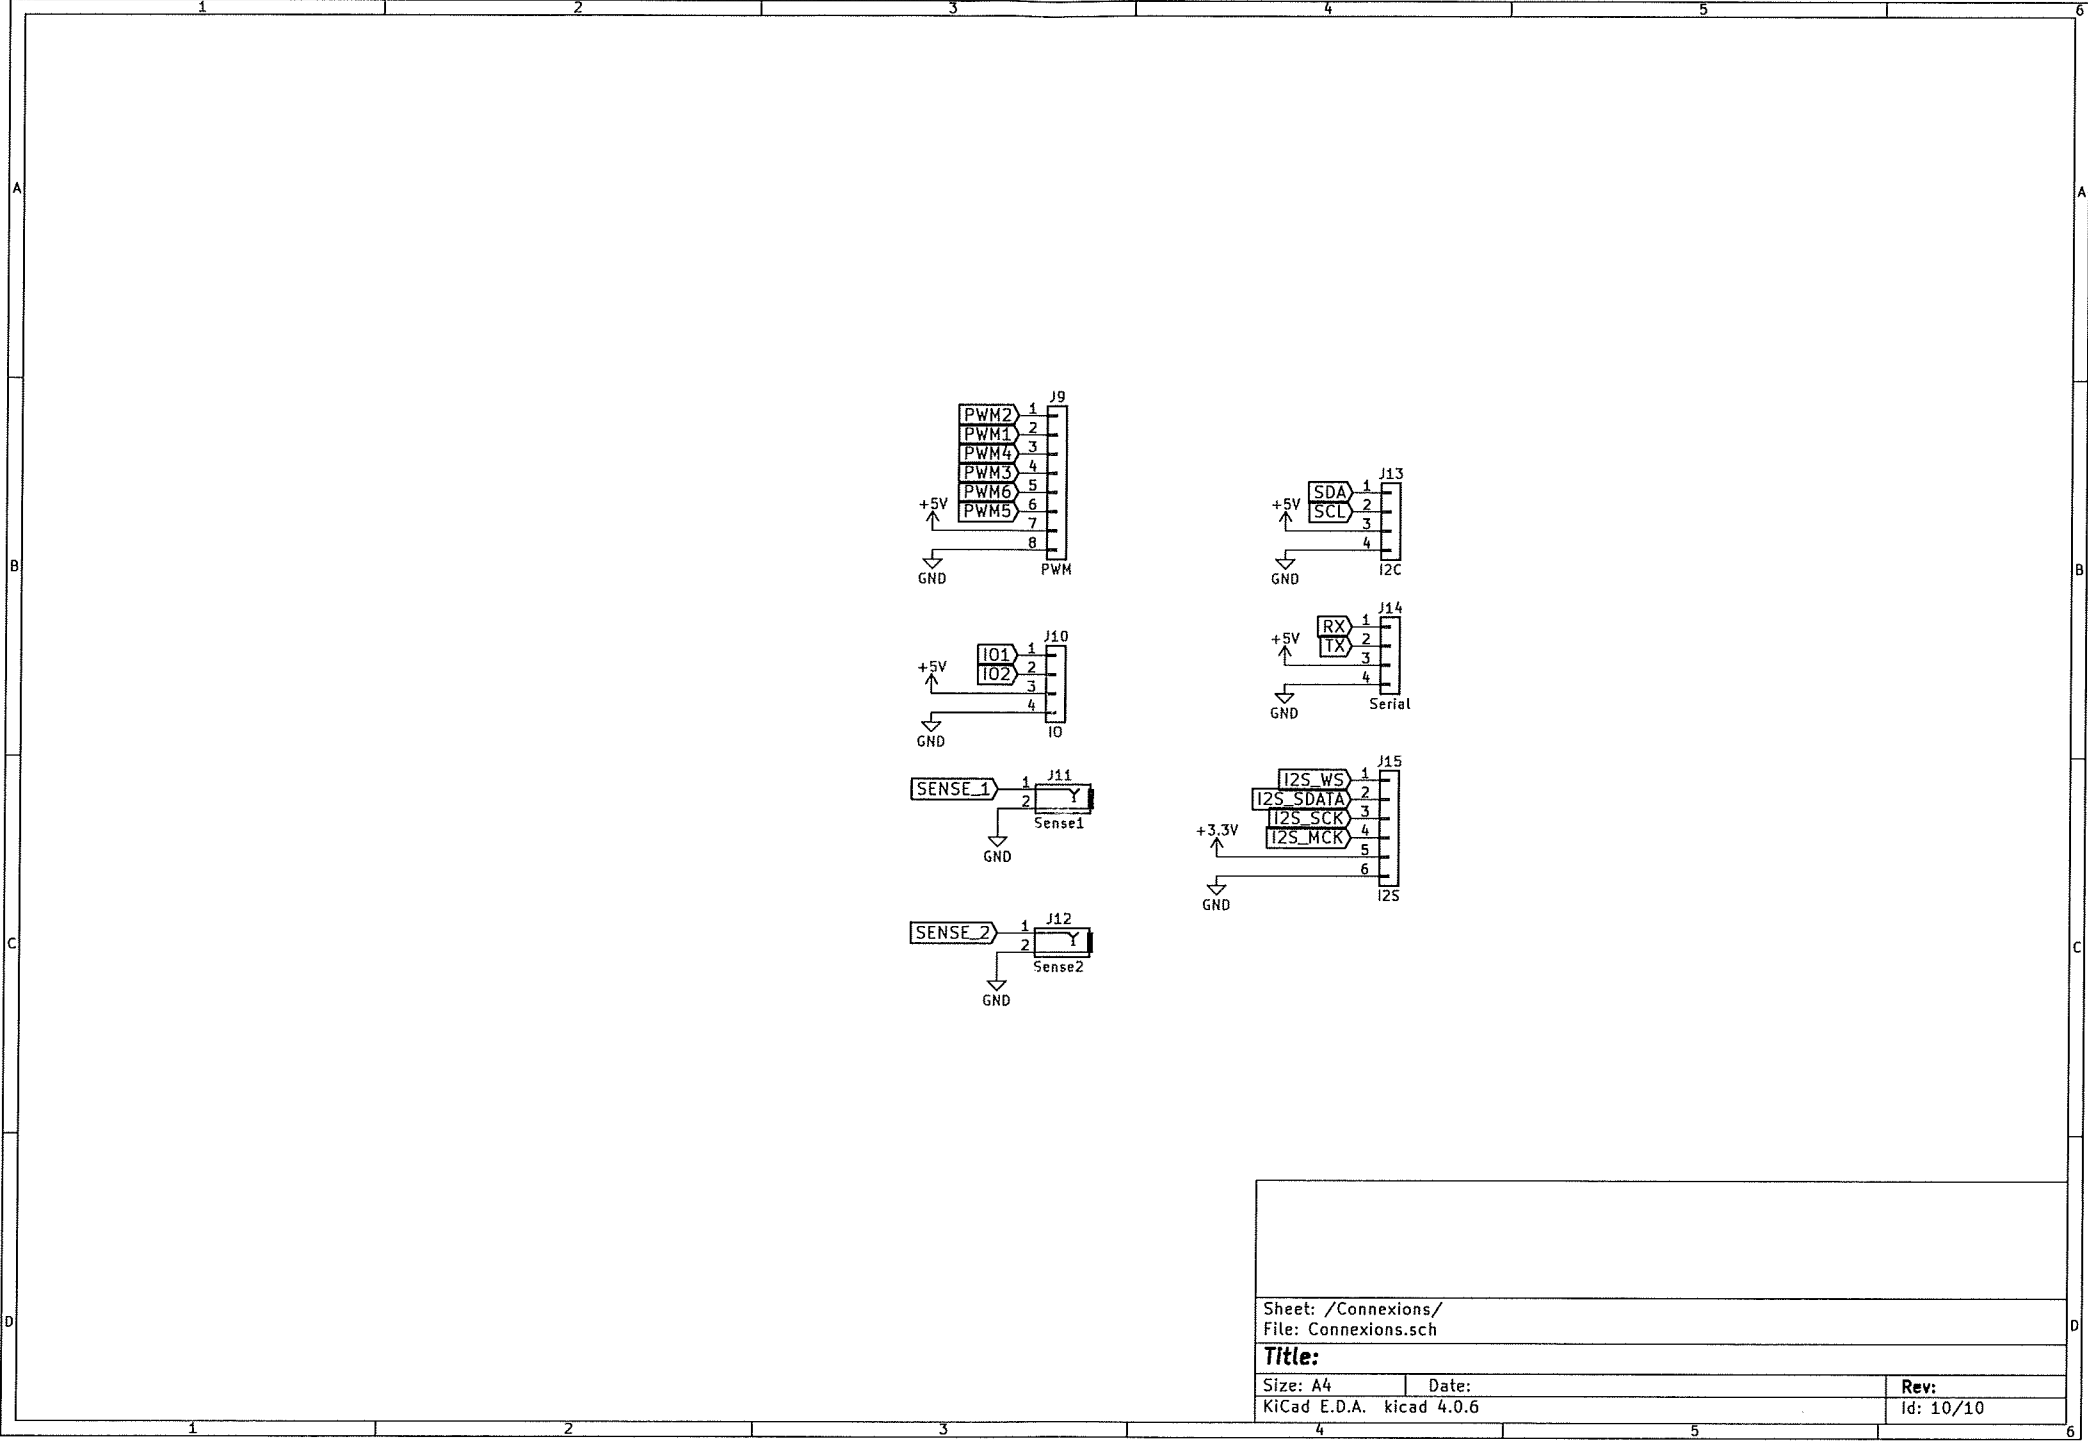 1 2 3 4 5 6
A A
B B
C C
D D
J9
PWM2 1
PWM1 2
PWM4 3
PWM3 4
PWM6 5
+5V PWM5 6
7
8
GND PWM
J10
IO1 1
+5V IO2 2
3
4
GND IO
J11
SENSE_1 1
2
Sense1
GND
J12
SENSE_2 1
2
Sense2
GND
J13
SDA 1
+5V SCL 2
3
4
GND I2C
J14
RX 1
+5V TX 2
3
4
GND Serial
J15
I2S_WS 1
I2S_SDATA 2
I2S_SCK 3
+3.3V I2S_MCK 4
5
6
GND I2S
Sheet: /Connexions/
File: Connexions.sch
Title:
Size: A4 Date: Rev:
KiCad E.D.A. kicad 4.0.6 Id: 10/10
1 2 3 4 5 6